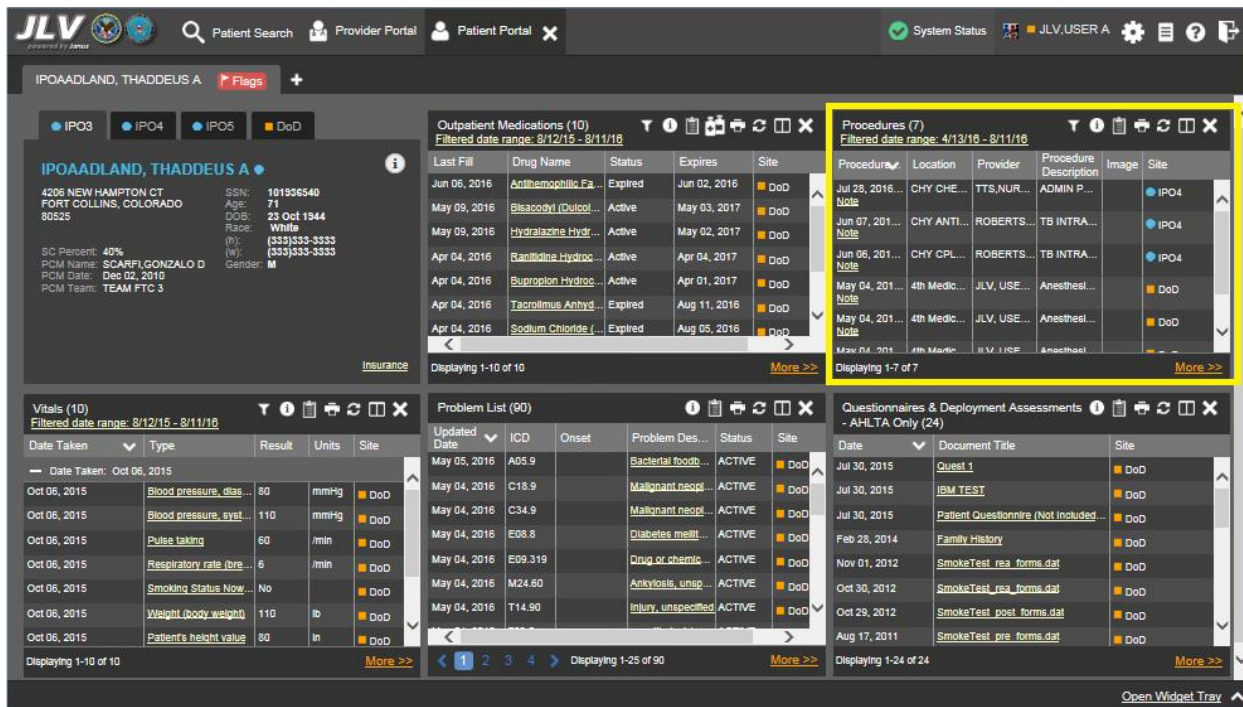 JLV
powered by Janus
Patient Search
Provider Portal
Patient Portal
System Status
JLV,USER A
IPOAADLAND, THADDEUS A
Flags
IPO3
IPO4
IPO5
DoD
IPOAADLAND, THADDEUS A
4206 NEW HAMPTON CT
FORT COLLINS, COLORADO
80525
SSN: 101936540
Age: 71
DOB: 23 Oct 1944
Race: White
(h): (333)333-3333
(w): (333)333-3333
Gender: M
SC Percent: 40%
PCM Name: SCARFI,GONZALO D
PCM Date: Dec 02, 2010
PCM Team: TEAM FTC 3
Insurance
Outpatient Medications (10)
Filtered date range: 8/12/15 - 8/11/16
Last Fill Drug Name Status Expires Site
Jun 06, 2016 Antihemophilic Fa... Expired Jun 02, 2016 DoD
May 09, 2016 Bisacodyl (Dulcol... Active May 03, 2017 DoD
May 09, 2016 Hydralazine Hydr... Active May 02, 2017 DoD
Apr 04, 2016 Ranitidine Hydroc... Active Apr 04, 2017 DoD
Apr 04, 2016 Bupropion Hydroc... Active Apr 01, 2017 DoD
Apr 04, 2016 Tacrolimus Anhyd... Expired Aug 11, 2016 DoD
Apr 04, 2016 Sodium Chloride (... Expired Aug 05, 2016 DoD
Displaying 1-10 of 10 More >>
Procedures (7)
Filtered date range: 4/13/16 - 8/11/16
Procedure Location Provider Procedure Description Image Site
Jul 28, 2016... CHY CHE... TTS,NUR... ADMIN P... IPO4
Note
Jun 07, 201... CHY ANTI... ROBERTS... TB INTRA... IPO4
Note
Jun 06, 201... CHY CPL... ROBERTS... TB INTRA... IPO4
Note
May 04, 201... 4th Medic... JLV, USE... Anesthesi... DoD
Note
May 04, 201... 4th Medic... JLV, USE... Anesthesi... DoD
Note
May 04, 201... 4th Medic... JLV, USE... Anesthesi...
Displaying 1-7 of 7 More >>
Vitals (10)
Filtered date range: 8/12/15 - 8/11/16
Date Taken Type Result Units Site
Date Taken: Oct 06, 2015
Oct 06, 2015 Blood pressure, dias... 80 mmHg DoD
Oct 06, 2015 Blood pressure, syst... 110 mmHg DoD
Oct 06, 2015 Pulse taking 60 /min DoD
Oct 06, 2015 Respiratory rate (bre... 6 /min DoD
Oct 06, 2015 Smoking Status Now... No DoD
Oct 06, 2015 Weight (body weight) 110 lb DoD
Oct 06, 2015 Patient's height value 80 in DoD
Displaying 1-10 of 10 More >>
Problem List (90)
Updated Date ICD Onset Problem Des... Status Site
May 05, 2016 A05.9 Bacterial foodb... ACTIVE DoD
May 04, 2016 C18.9 Malignant neopl... ACTIVE DoD
May 04, 2016 C34.9 Malignant neopl... ACTIVE DoD
May 04, 2016 E08.8 Diabetes mellit... ACTIVE DoD
May 04, 2016 E09.319 Drug or chemic... ACTIVE DoD
May 04, 2016 M24.60 Ankylosis, unsp... ACTIVE DoD
May 04, 2016 T14.90 Injury, unspecified ACTIVE DoD
1 2 3 4 Displaying 1-25 of 90 More >>
Questionnaires & Deployment Assessments
- AHLTA Only (24)
Date Document Title Site
Jul 30, 2015 Quest 1 DoD
Jul 30, 2015 IBM TEST DoD
Jul 30, 2015 Patient Questionnire (Not Included... DoD
Feb 28, 2014 Family History DoD
Nov 01, 2012 SmokeTest_rea_forms.dat DoD
Oct 30, 2012 SmokeTest_rea_forms.dat DoD
Oct 29, 2012 SmokeTest_post_forms.dat DoD
Aug 17, 2011 SmokeTest_pre_forms.dat DoD
Displaying 1-24 of 24 More >>
Open Widget Tray